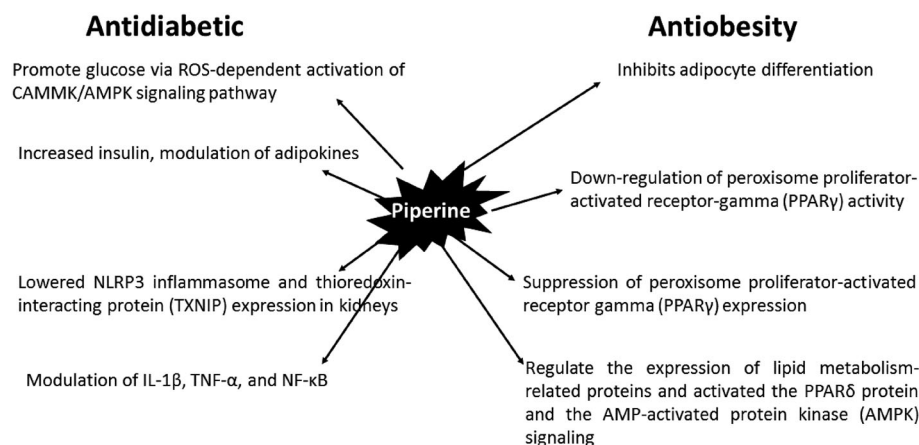 Antidiabetic
Promote glucose via ROS-dependent activation of
CAMMK/AMPK signaling pathway
Increased insulin, modulation of adipokines
Lowered NLRP3 inflammasome and thioredoxin-
interacting protein (TXNIP) expression in kidneys
Modulation of IL-1β, TNF-α, and NF-κB
Piperine
Antiobesity
Inhibits adipocyte differentiation
Down-regulation of peroxisome proliferator-
activated receptor-gamma (PPARγ) activity
Suppression of peroxisome proliferator-activated
receptor gamma (PPARγ) expression
Regulate the expression of lipid metabolism-
related proteins and activated the PPARδ protein
and the AMP-activated protein kinase (AMPK)
signaling